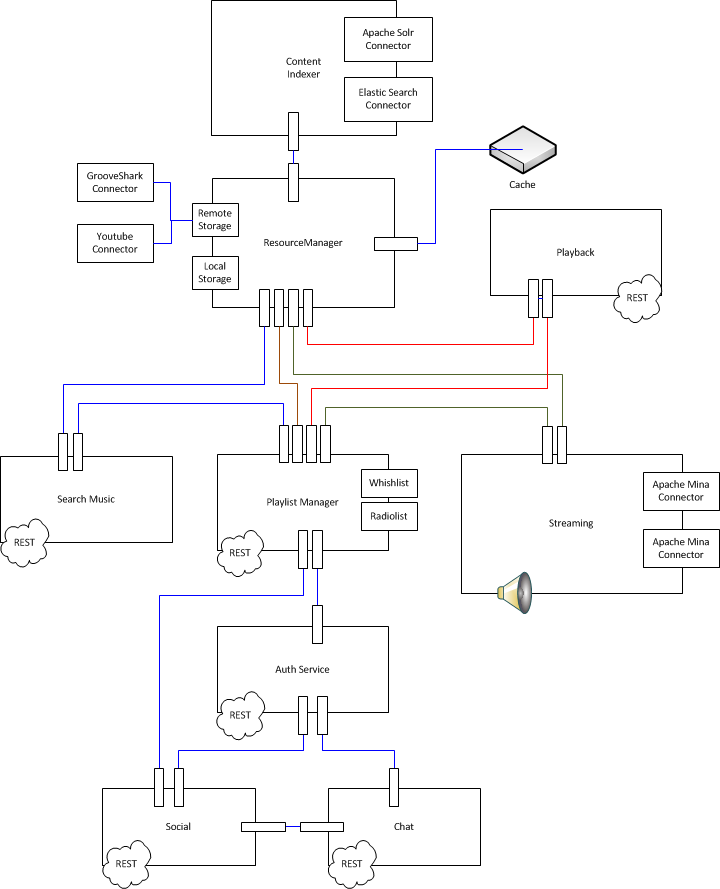 Apache Solr
Connector
Content
Indexer
Elastic Search
Connector
Cache
GrooveShark
Connector
Youtube
Connector
Remote
Storage
ResourceManager
Local
Storage
Playback
REST
Search Music
REST
Whishlist
Playlist Manager
Radiolist
REST
Apache Mina
Connector
Streaming
Apache Mina
Connector
Auth Service
REST
Social
REST
Chat
REST